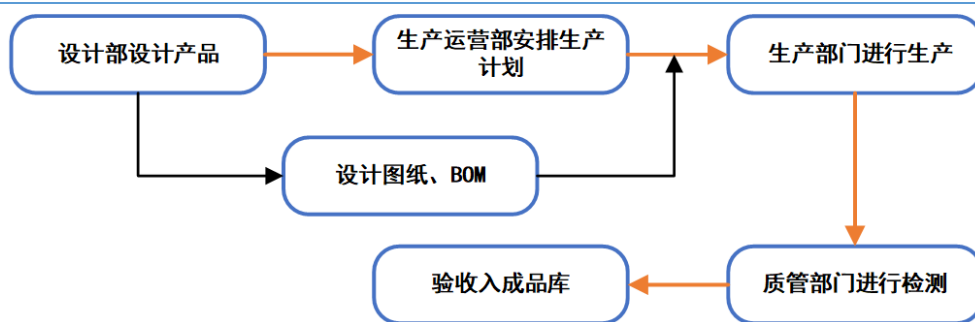 设计部设计产品
生产运营部安排生产
计划
生产部门进行生产
设计图纸、BOM
验收入成品库
质管部门进行检测